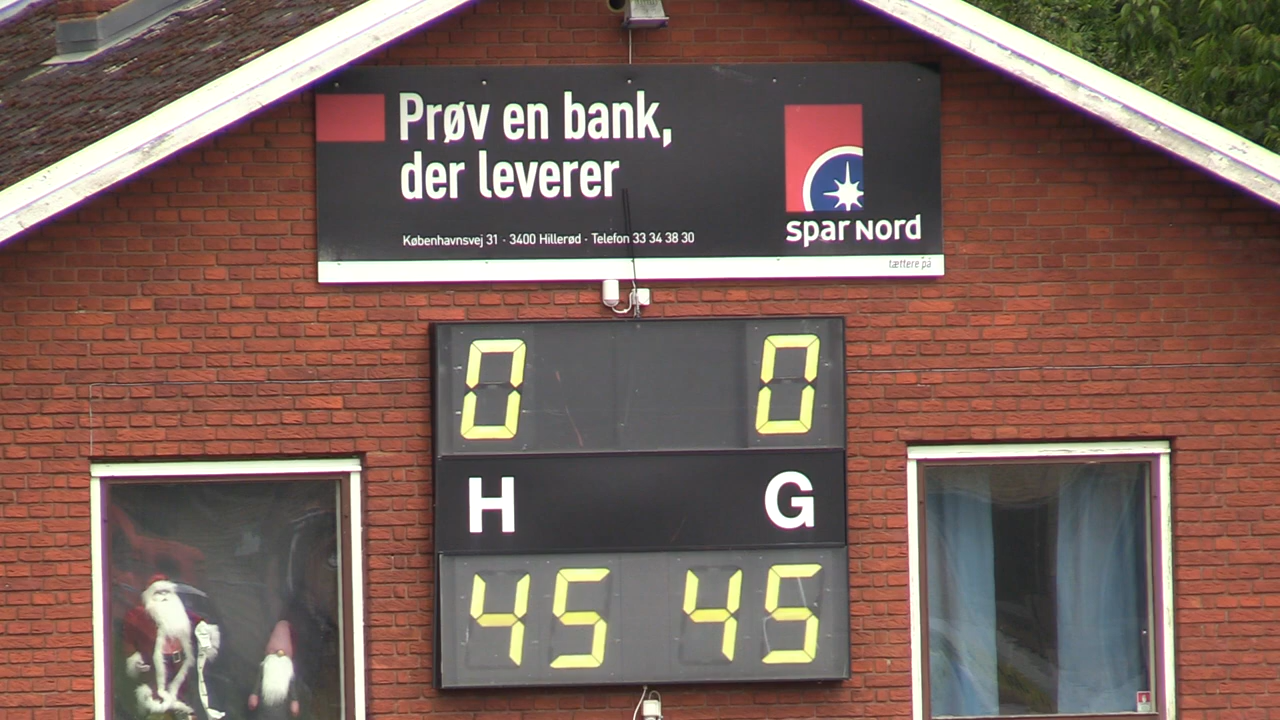 Prøv en bank,
der leverer
Københavnsvej 31 · 3400 Hillerød · Telefon 33 34 38 30
spar nord
tættere på
0 0
H G
45 45